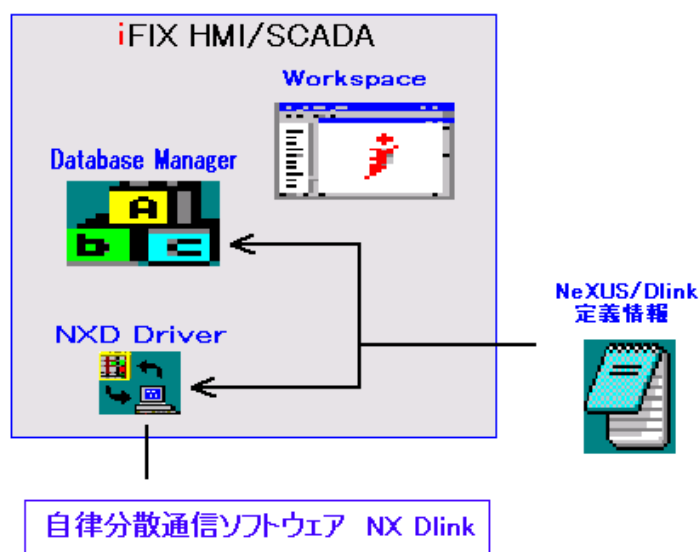 iFIX HMI/SCADA
Workspace
Database Manager
A
b
c
NXD Driver
NeXUS/Dlink
定義情報
自律分散通信ソフトウェア NX Dlink